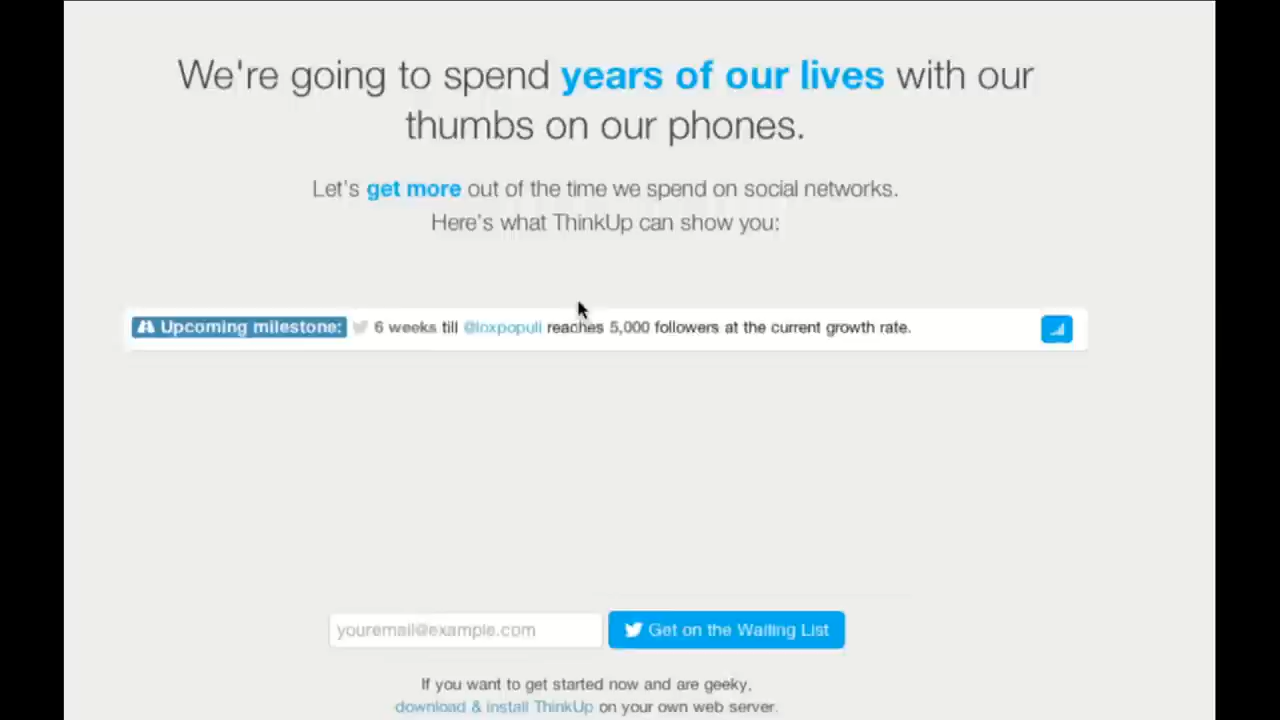 We're going to spend years of our lives with our
thumbs on our phones.
Let's get more out of the time we spend on social networks.
Here's what ThinkUp can show you:
Upcoming milestone: 6 weeks till @loxpopuli reaches 5,000 followers at the current growth rate.
youremail@example.com
Get on the Waiting List
If you want to get started now and are geeky,
download & install ThinkUp on your own web server.